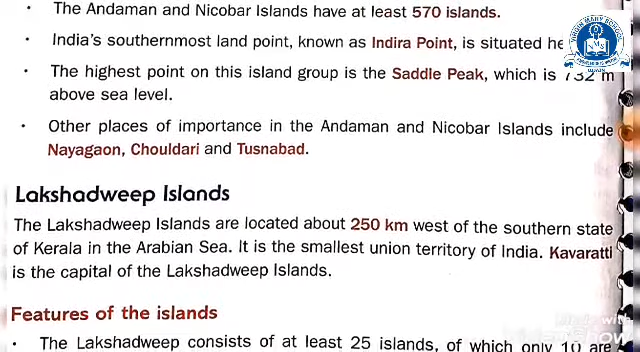 · The Andaman and Nicobar Islands have at least 570 islands.
· India's southernmost land point, known as Indira Point, is situated he
· The highest point on this island group is the Saddle Peak, which is 732 m
above sea level.
· Other places of importance in the Andaman and Nicobar Islands include
Nayagaon, Chouldari and Tusnabad.
Lakshadweep Islands
The Lakshadweep Islands are located about 250 km west of the southern state
of Kerala in the Arabian Sea. It is the smallest union territory of India. Kavaratti
is the capital of the Lakshadweep Islands.
Features of the islands
· The Lakshadweep consists of at least 25 islands, of which only 10 are